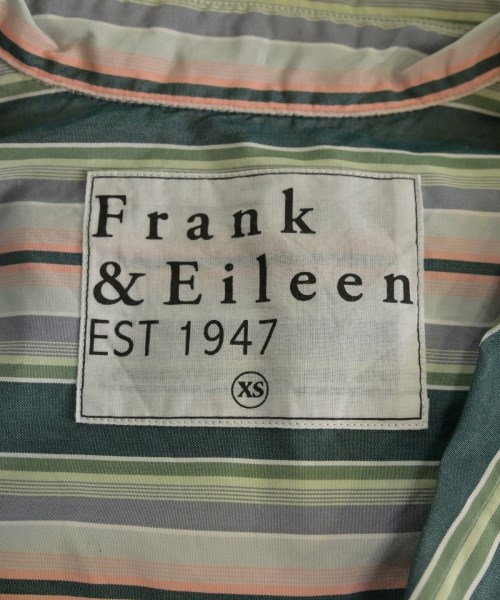 Frank
& Eileen
EST 1947
XS